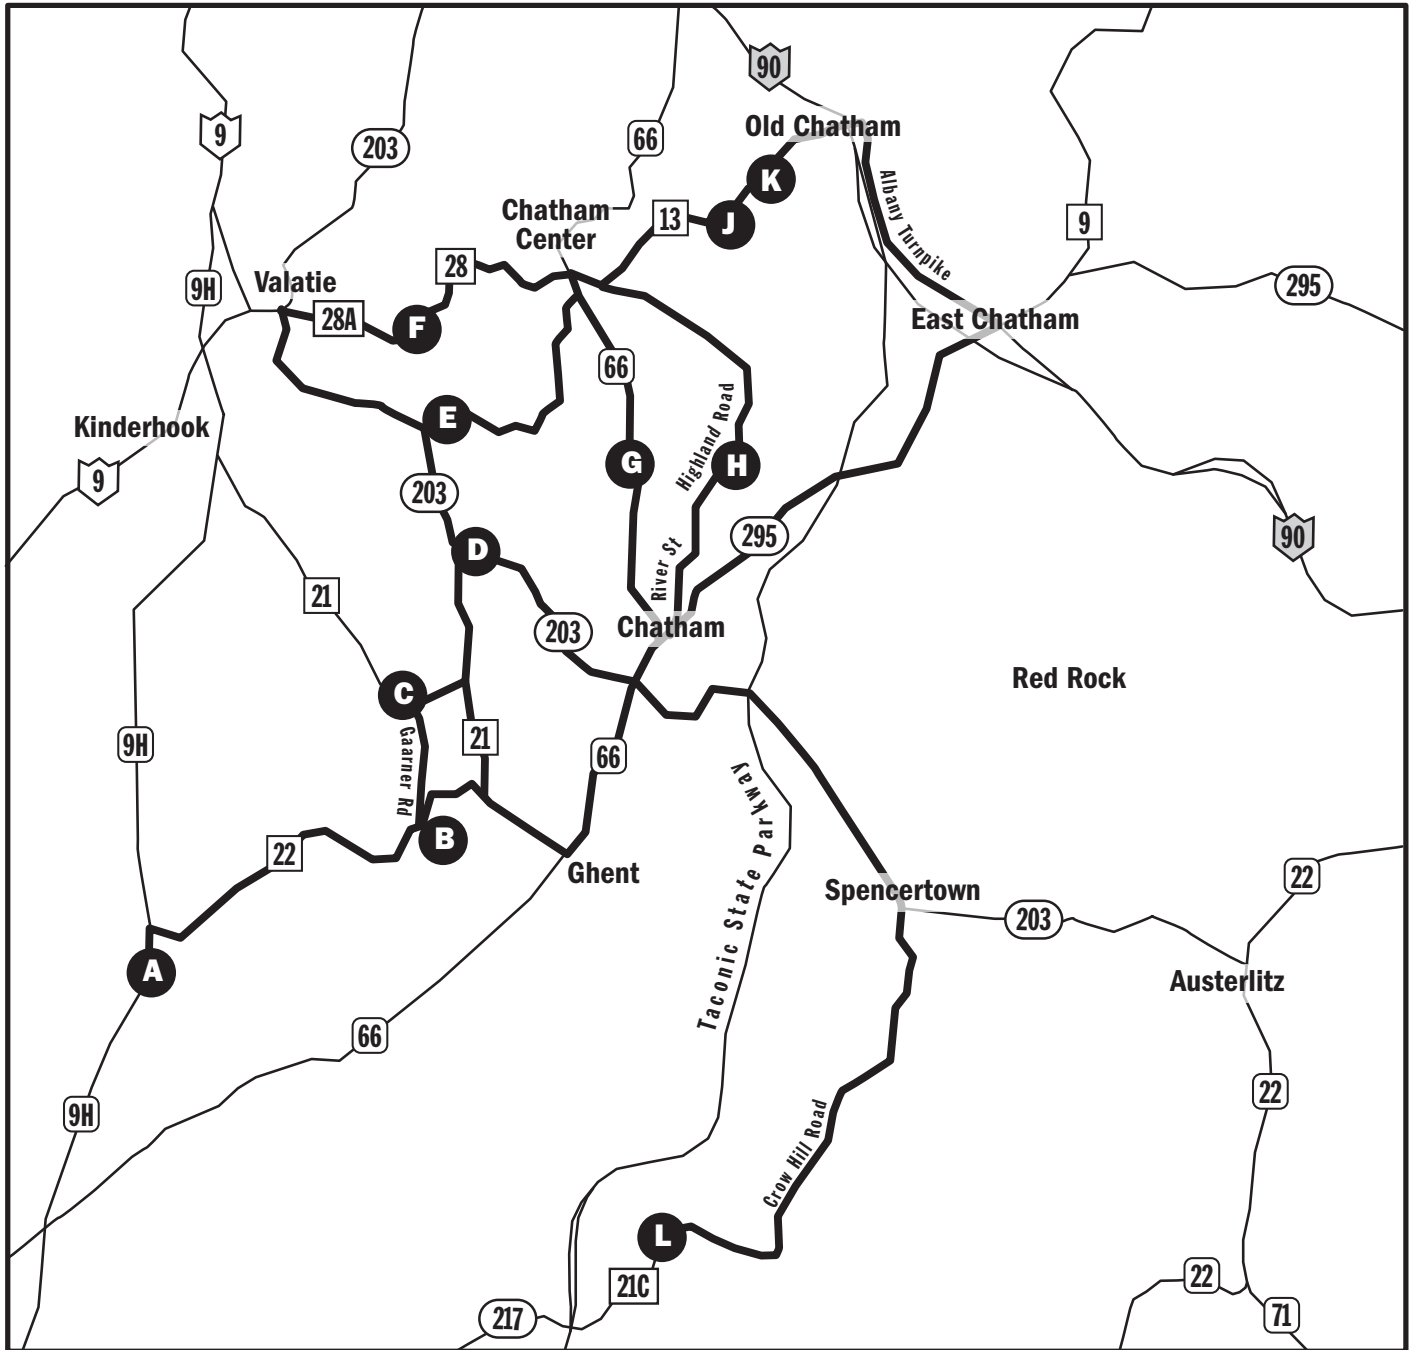 90
Old Chatham
9
203
66
K
Albany Turnpike
Chatham
Center
13
J
9
28
Valatie
9H
295
28A
F
East Chatham
66
E
Highland Road
Kinderhook
G
H
9
203
295
90
D
River St
21
203
Chatham
Red Rock
C
Gaarner Rd
21
9H
66
Taconic State Parkway
B
22
Ghent
22
Spencertown
203
A
Austerlitz
66
22
9H
Crow Hill Road
L
22
21C
217
71